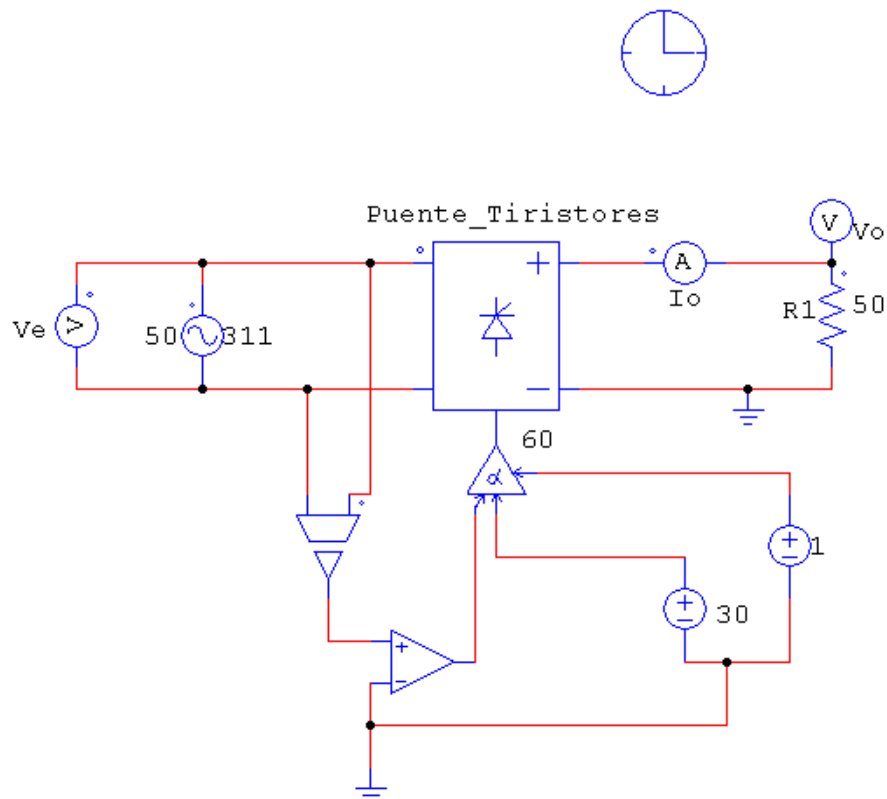 Puente_Tiristores
V
Vo
A
Io
R1
50
Ve
V
50
311
60
α
1
30